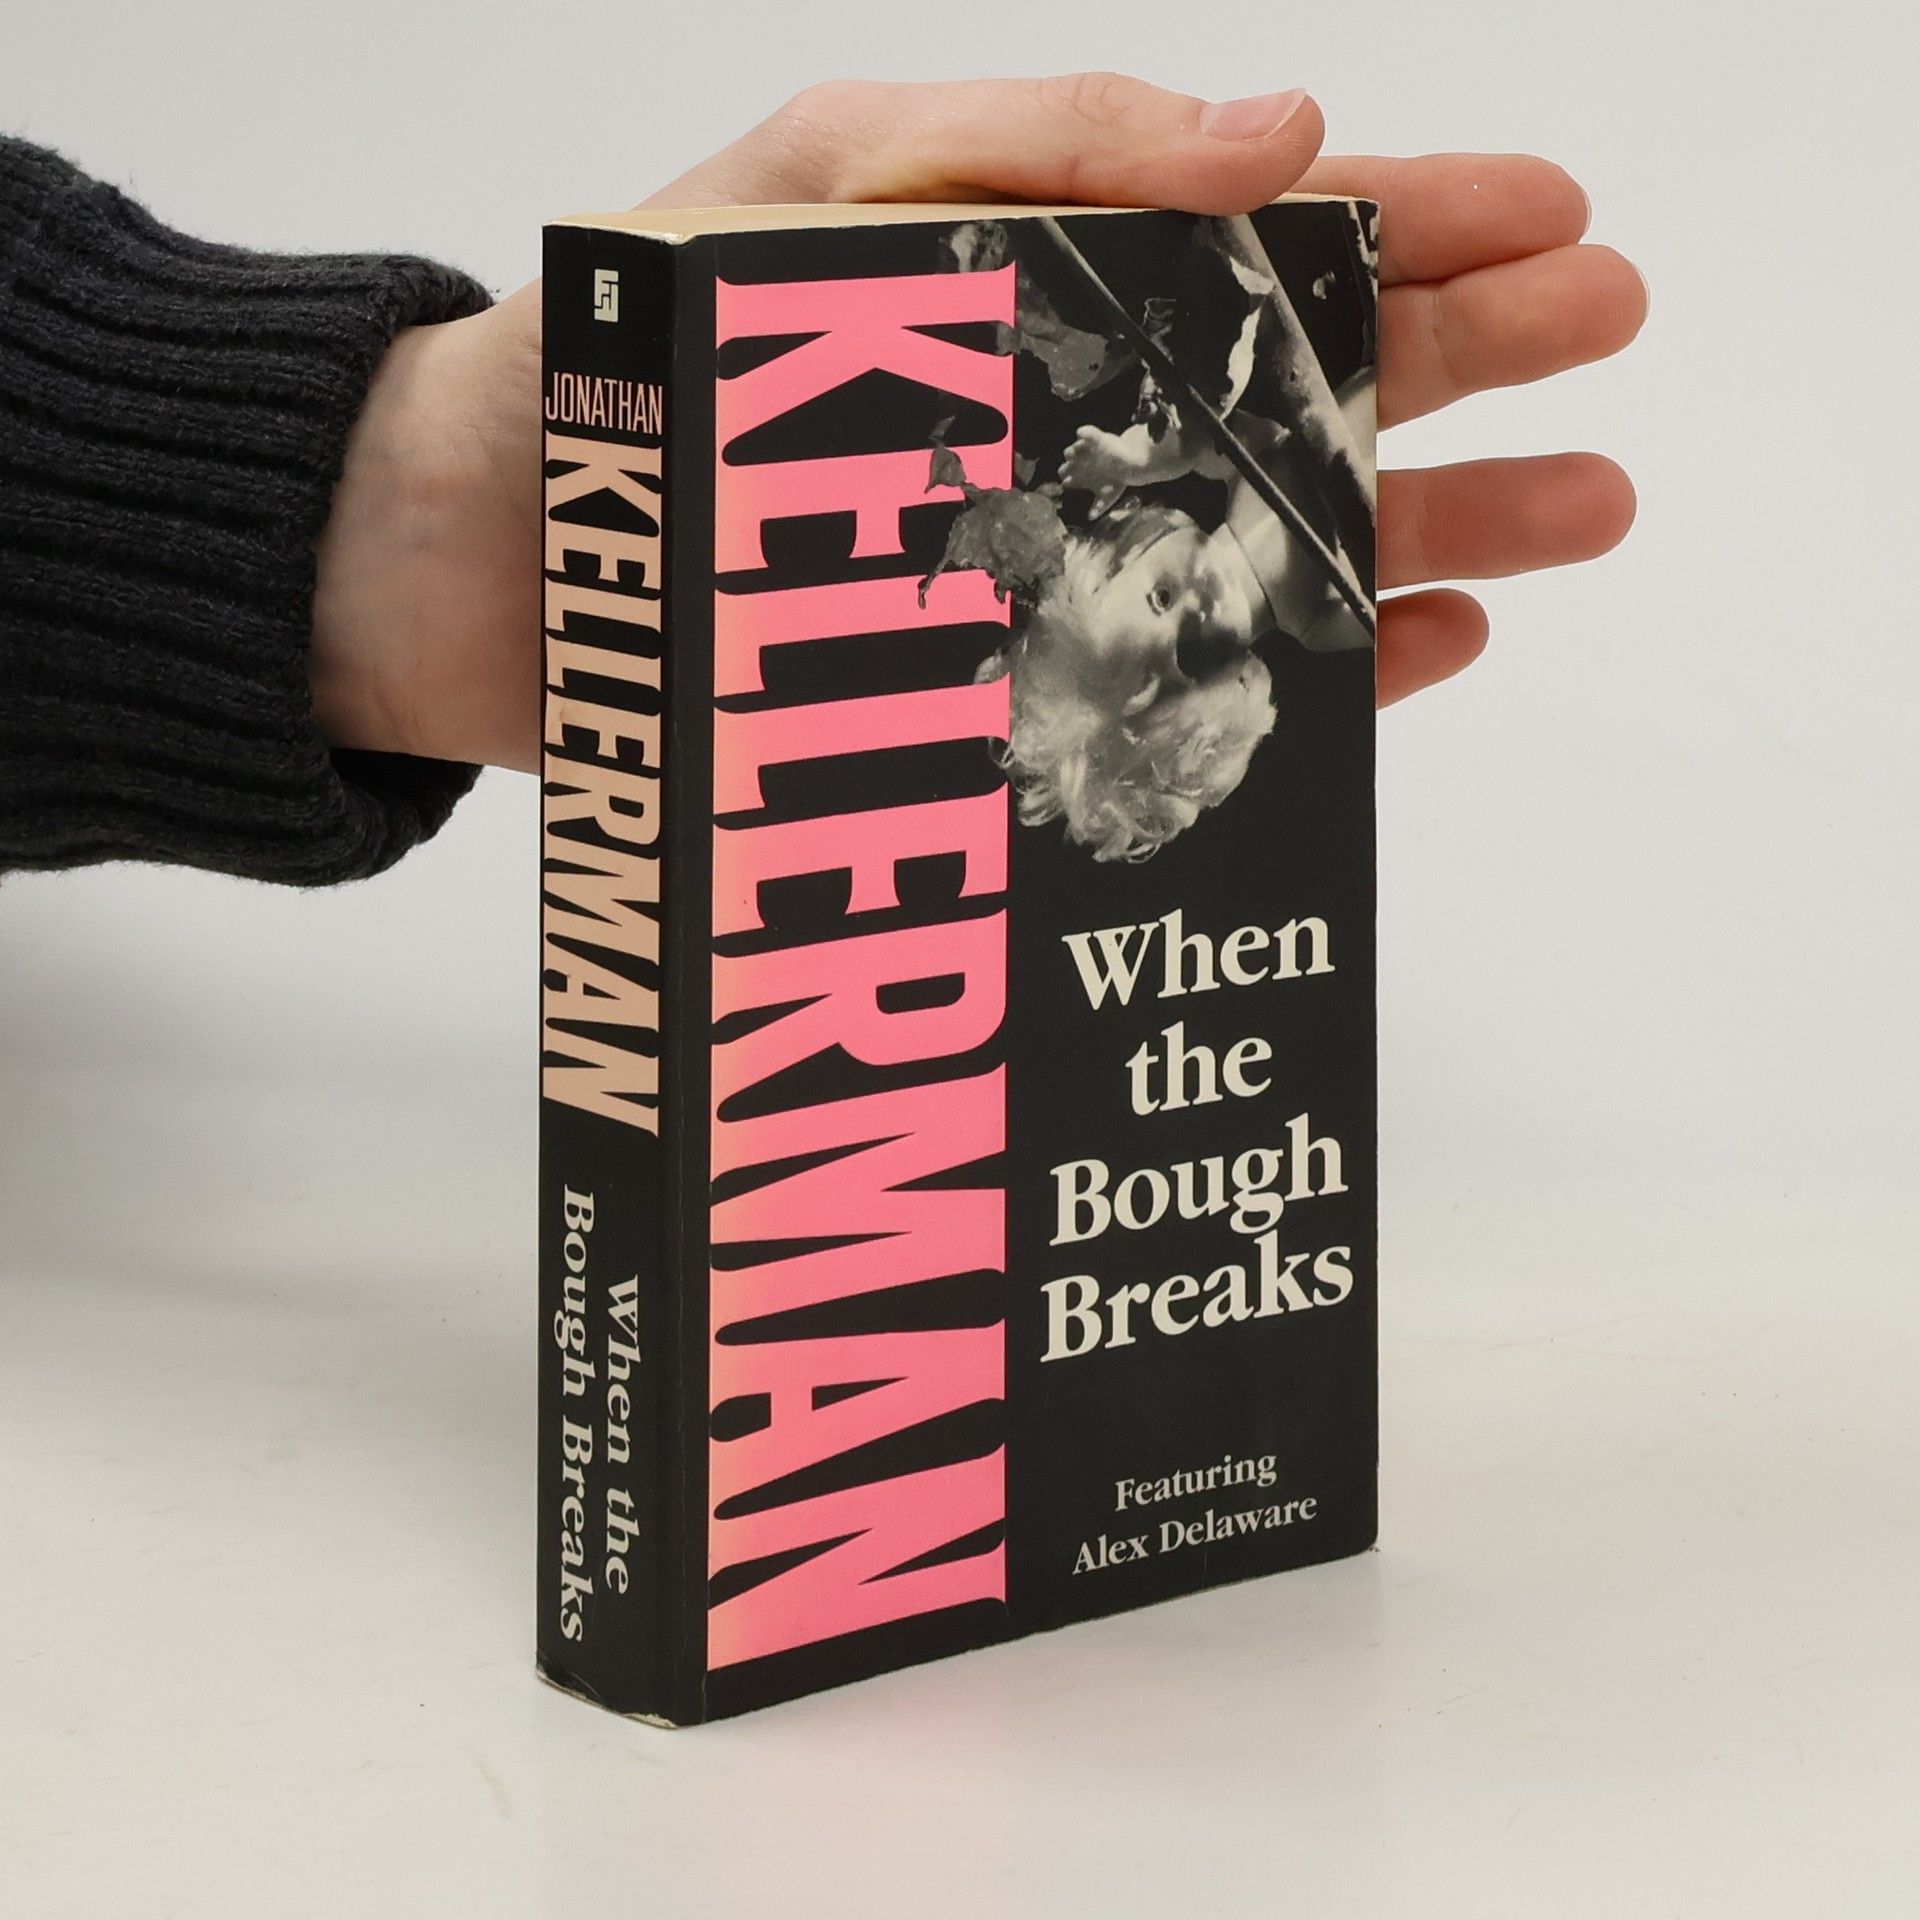 JONATHAN
KELLERMAN
When the
Bough Breaks
KELLERMAN
When
the
Bough
Breaks
Featuring
Alex Delaware